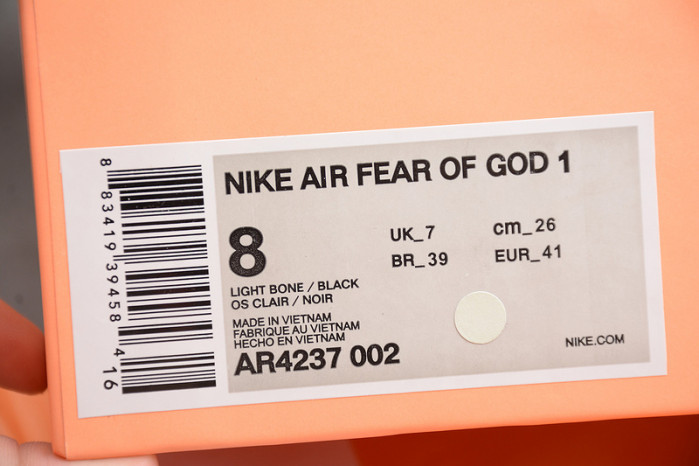 NIKE AIR FEAR OF GOD 1
8
UK_7
cm_26
BR_39
EUR_41
LIGHT BONE / BLACK
OS CLAIR / NOIR
MADE IN VIETNAM
FABRIQUE AU VIETNAM
HECHO EN VIETNAM
AR4237 002
NIKE.COM
8 83419 39458 4 16